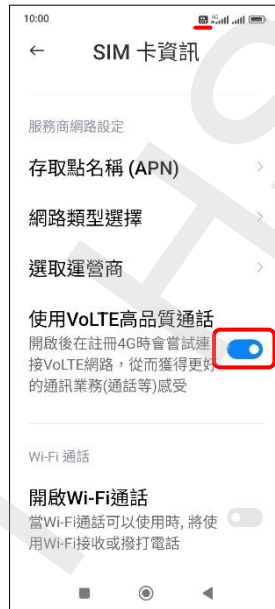 10:00
4G
SIM 卡資訊
服務商網路設定
存取點名稱 (APN)
網路類型選擇
選取運營商
使用VoLTE高品質通話
開啟後在註冊4G時會嘗試連
接VoLTE網路，從而獲得更好
的通訊業務(通話等)感受
Wi-Fi 通話
開啟Wi-Fi通話
當Wi-Fi通話可以使用時, 將使
用Wi-Fi接收或撥打電話